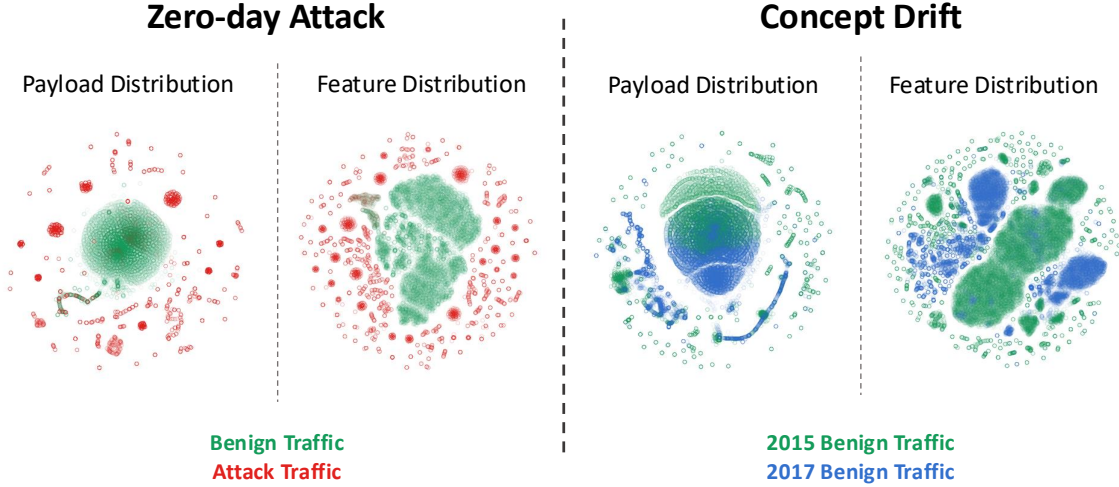 Zero-day Attack
Payload Distribution
Feature Distribution
Benign Traffic
Attack Traffic
Concept Drift
Payload Distribution
Feature Distribution
2015 Benign Traffic
2017 Benign Traffic